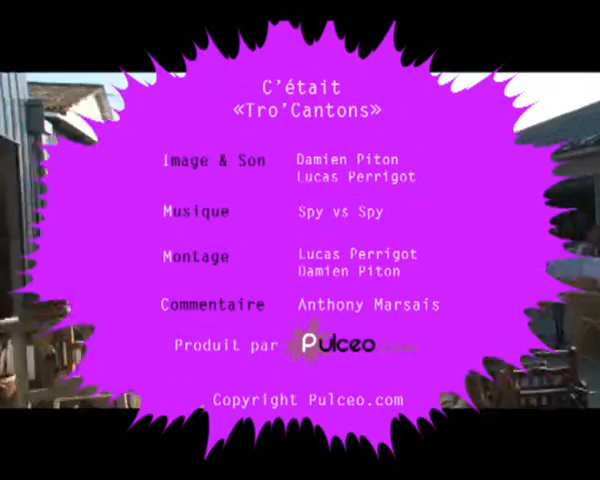 C'était
«Tro'Cantons»
Image & Son Damien Piton
Lucas Perrigot
Musique Spy vs Spy
Montage Lucas Perrigot
Damien Piton
Commentaire Anthony Marsais
Produit par Pulceo
Copyright Pulceo.com